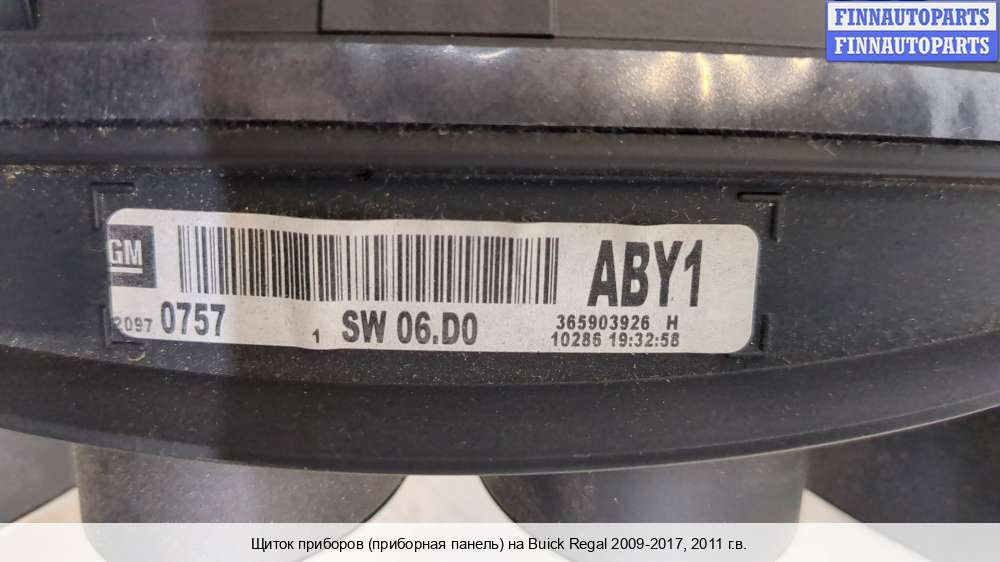 FINNAUTOPARTS
FINNAUTOPARTS
GM
ABY1
2097 0757
1 SW 06.D0
365903926 H
10286 19:32:58
Щиток приборов (приборная панель) на Buick Regal 2009-2017, 2011 г.в.